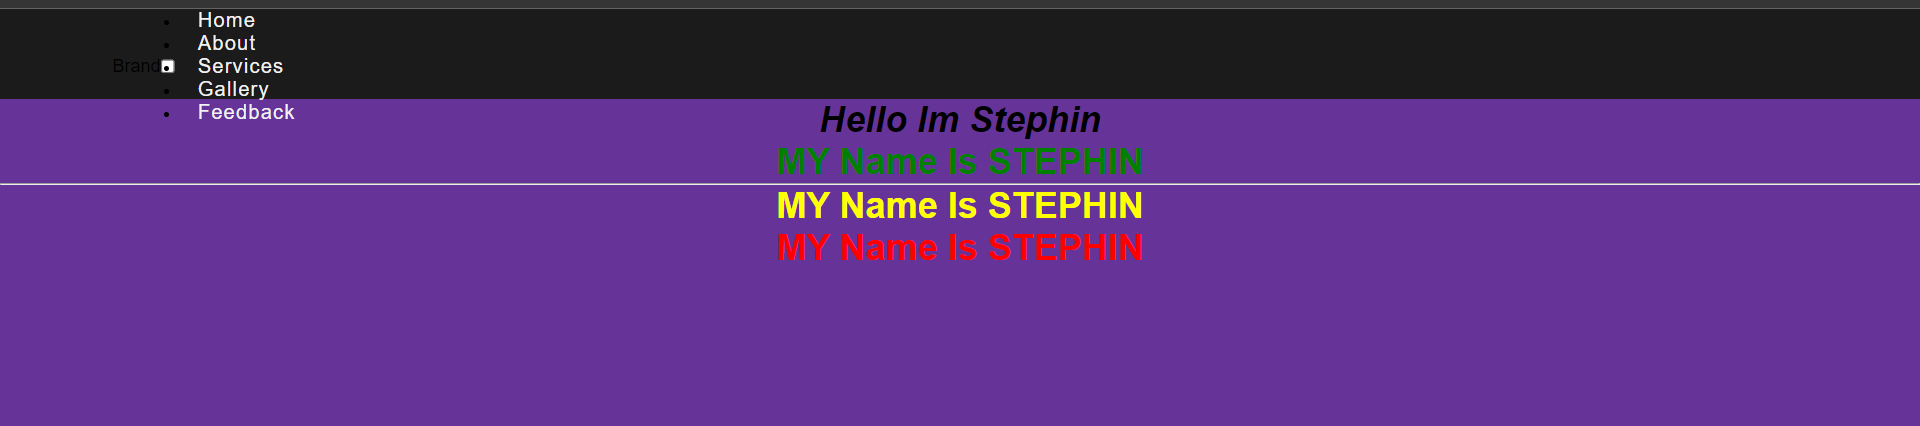 Home
About
Brand
Services
Gallery
Feedback
Hello Im Stephin
MY Name Is STEPHIN
MY Name Is STEPHIN
MY Name Is STEPHIN